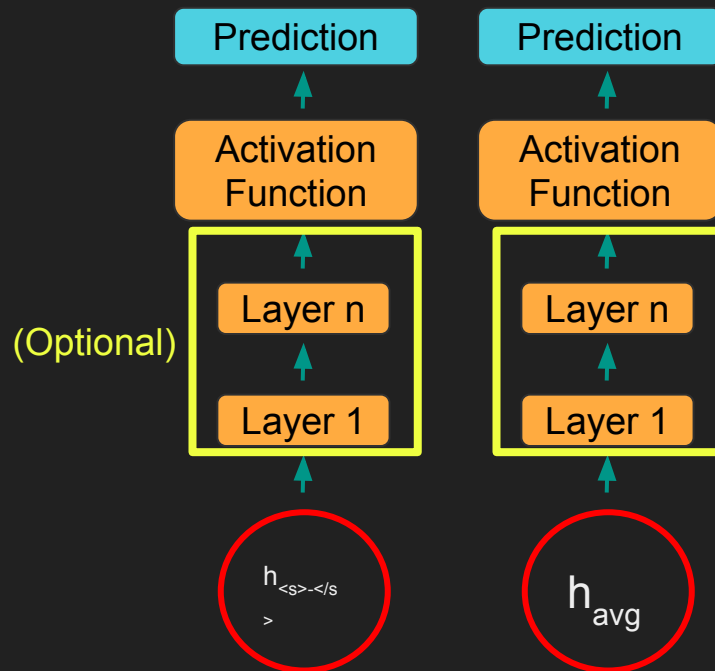 Prediction
Prediction
Activation
Function
Activation
Function
Layer n
Layer n
(Optional)
Layer 1
Layer 1
h<s>-</s
>
havg